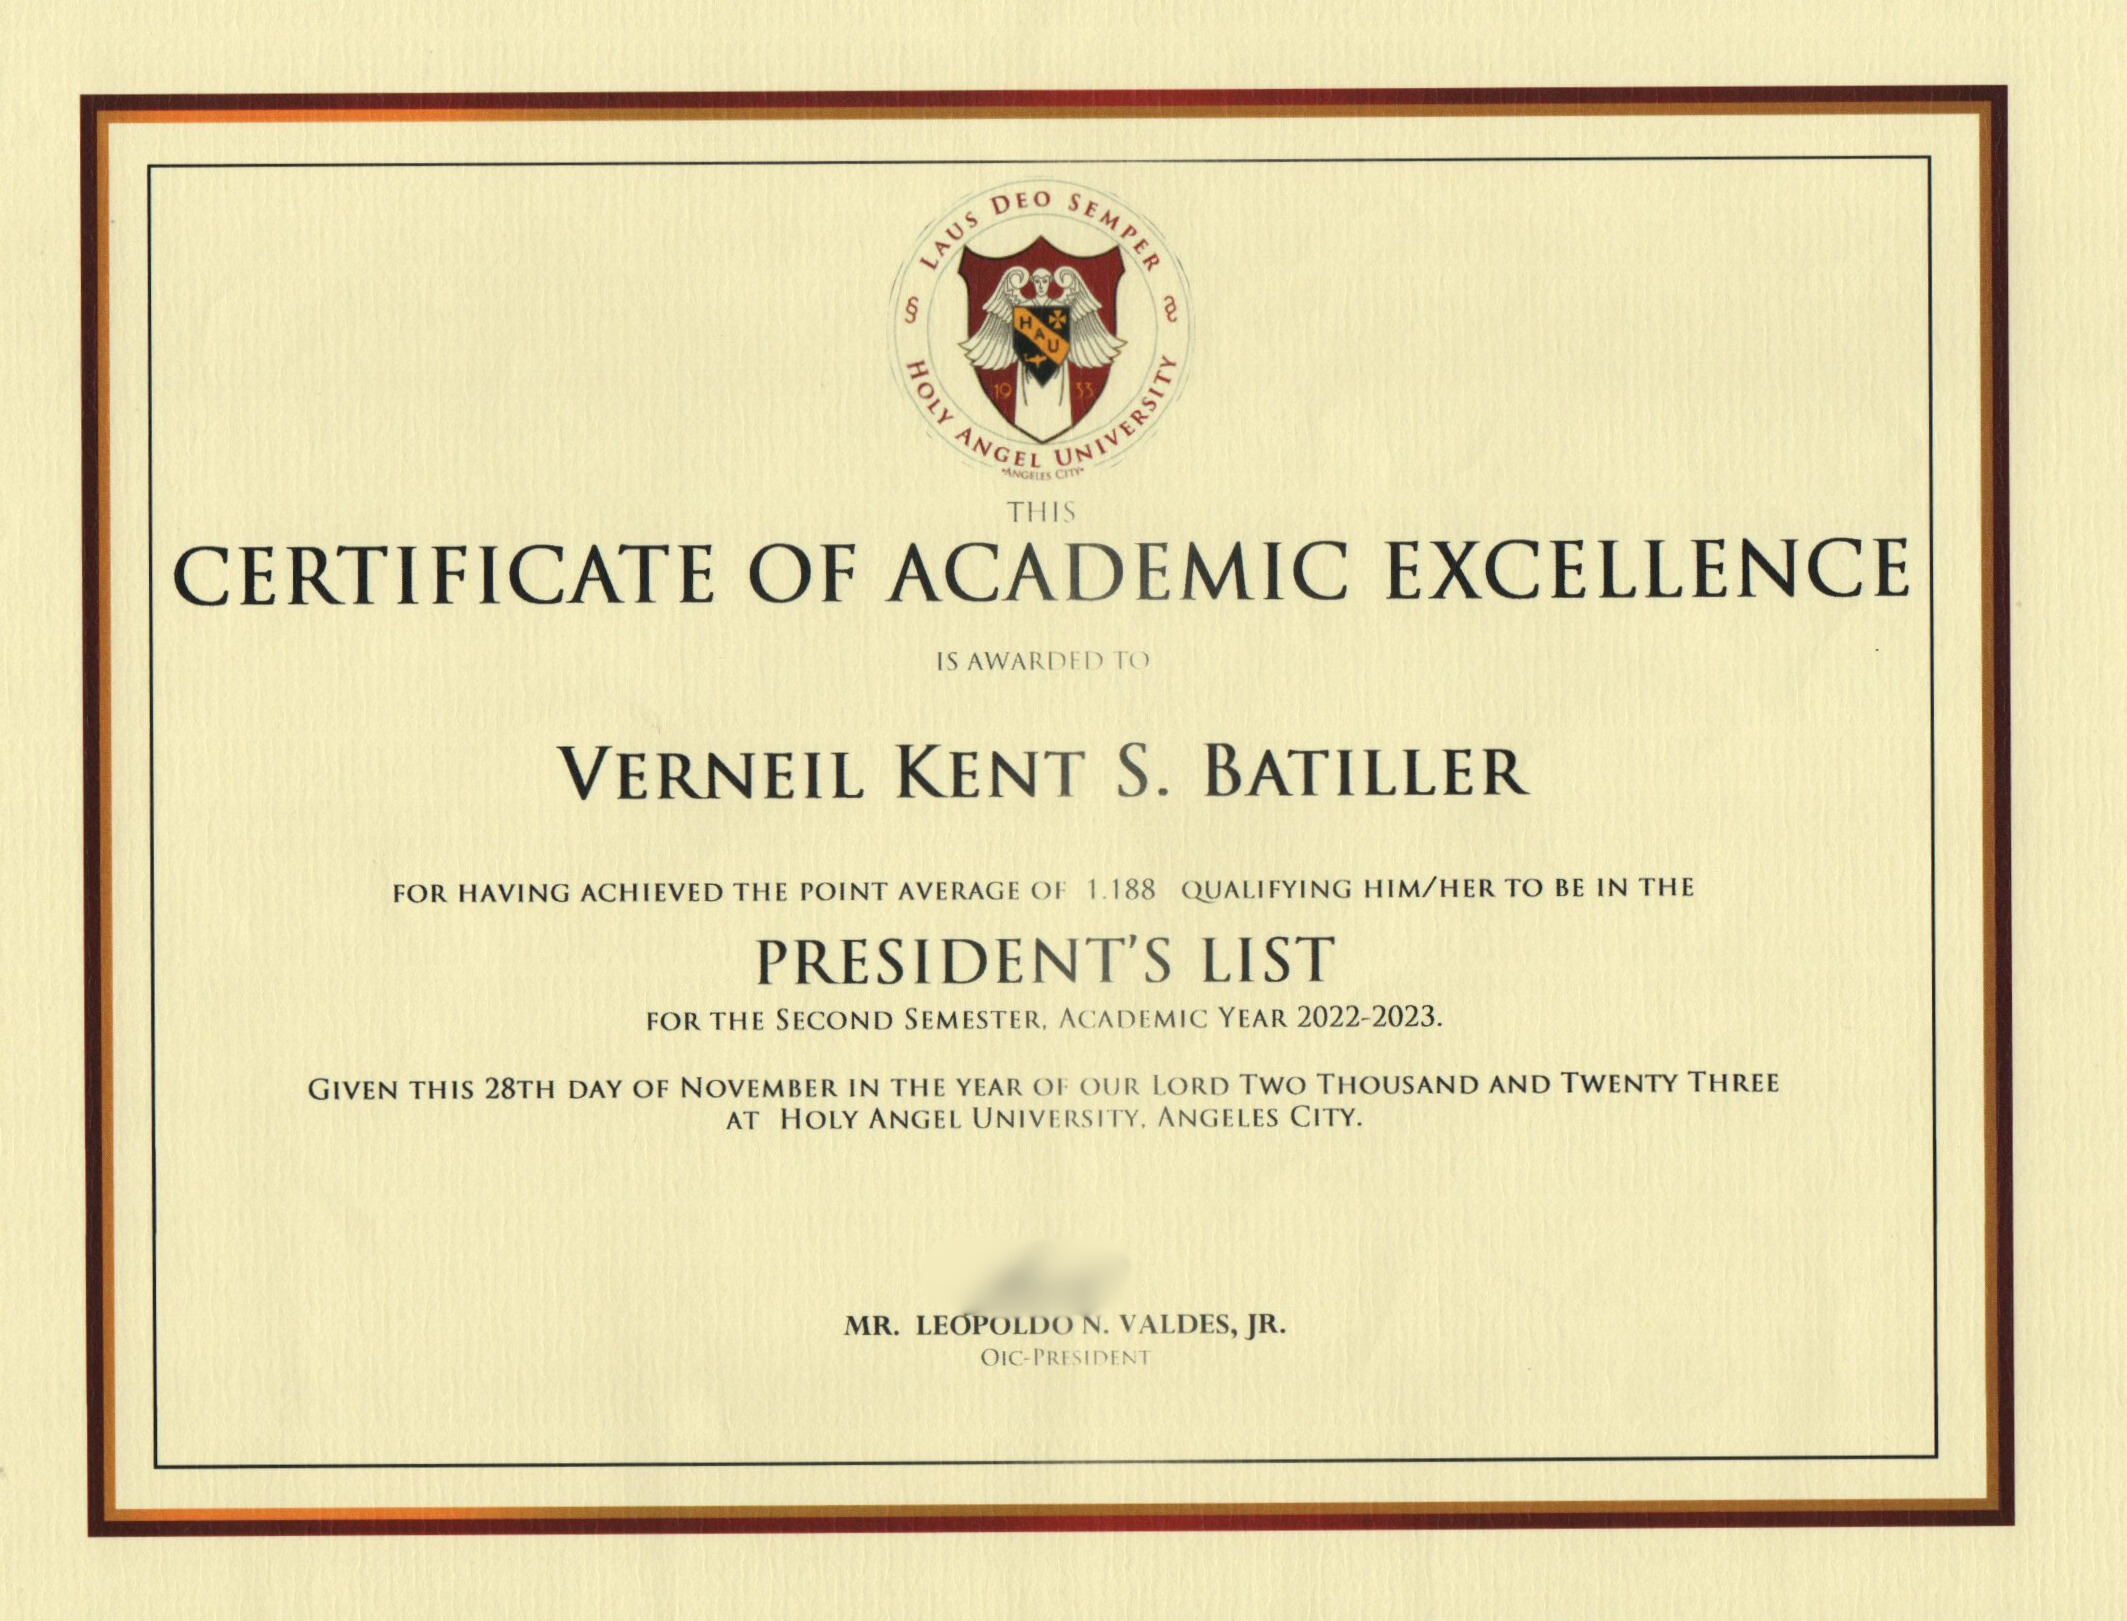 LAUS DEO SEMPER
HAU
19 33
HOLY ANGEL UNIVERSITY
•ANGELES CITY•
THIS
CERTIFICATE OF ACADEMIC EXCELLENCE
IS AWARDED TO
VERNEIL KENT S. BATILLER
FOR HAVING ACHIEVED THE POINT AVERAGE OF 1.188 QUALIFYING HIM/HER TO BE IN THE
PRESIDENT'S LIST
FOR THE SECOND SEMESTER, ACADEMIC YEAR 2022-2023.
GIVEN THIS 28TH DAY OF NOVEMBER IN THE YEAR OF OUR LORD TWO THOUSAND AND TWENTY THREE
AT HOLY ANGEL UNIVERSITY, ANGELES CITY.
MR. LEOPOLDO N. VALDES, JR.
OIC-PRESIDENT